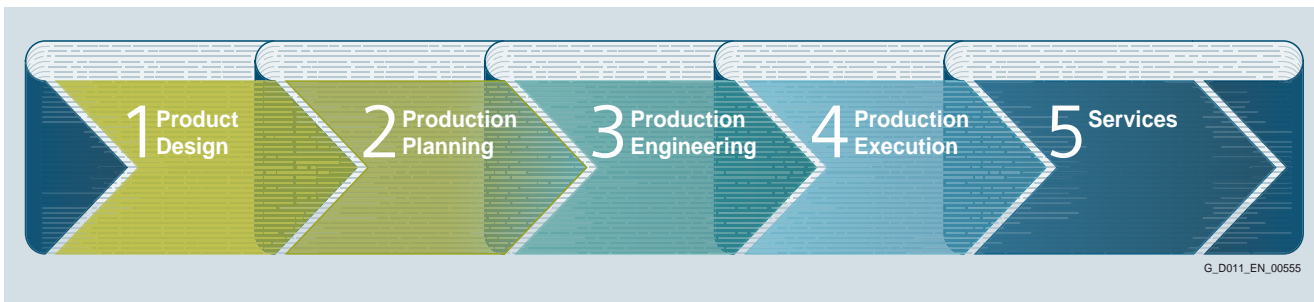 1 Product
Design
2 Production
Planning
3 Production
Engineering
4 Production
Execution
5 Services
G_D011_EN_00555